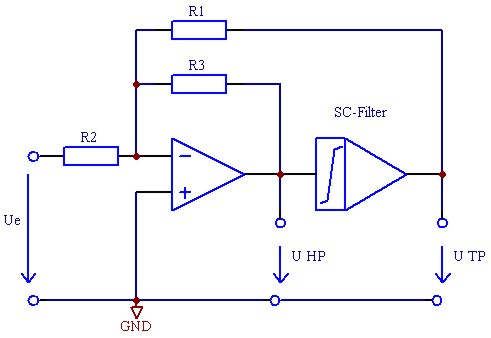 R1
R3
SC-Filter
R2
−
+
Ue
U HP
U TP
GND